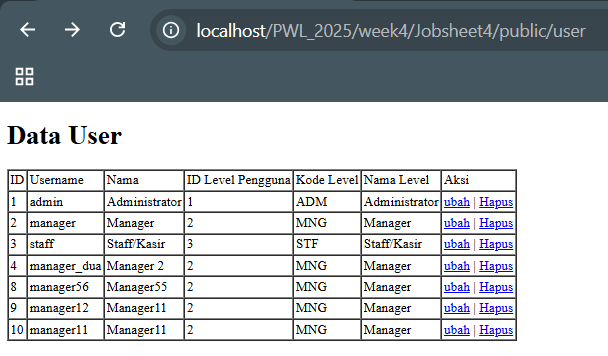 localhost/PWL_2025/week4/Jobsheet4/public/user
Data User
ID Username Nama ID Level Pengguna Kode Level Nama Level Aksi
1 admin Administrator 1 ADM Administrator ubah | Hapus
2 manager Manager 2 MNG Manager ubah | Hapus
3 staff Staff/Kasir 3 STF Staff/Kasir ubah | Hapus
4 manager_dua Manager 2 2 MNG Manager ubah | Hapus
8 manager56 Manager55 2 MNG Manager ubah | Hapus
9 manager12 Manager11 2 MNG Manager ubah | Hapus
10 manager11 Manager11 2 MNG Manager ubah | Hapus